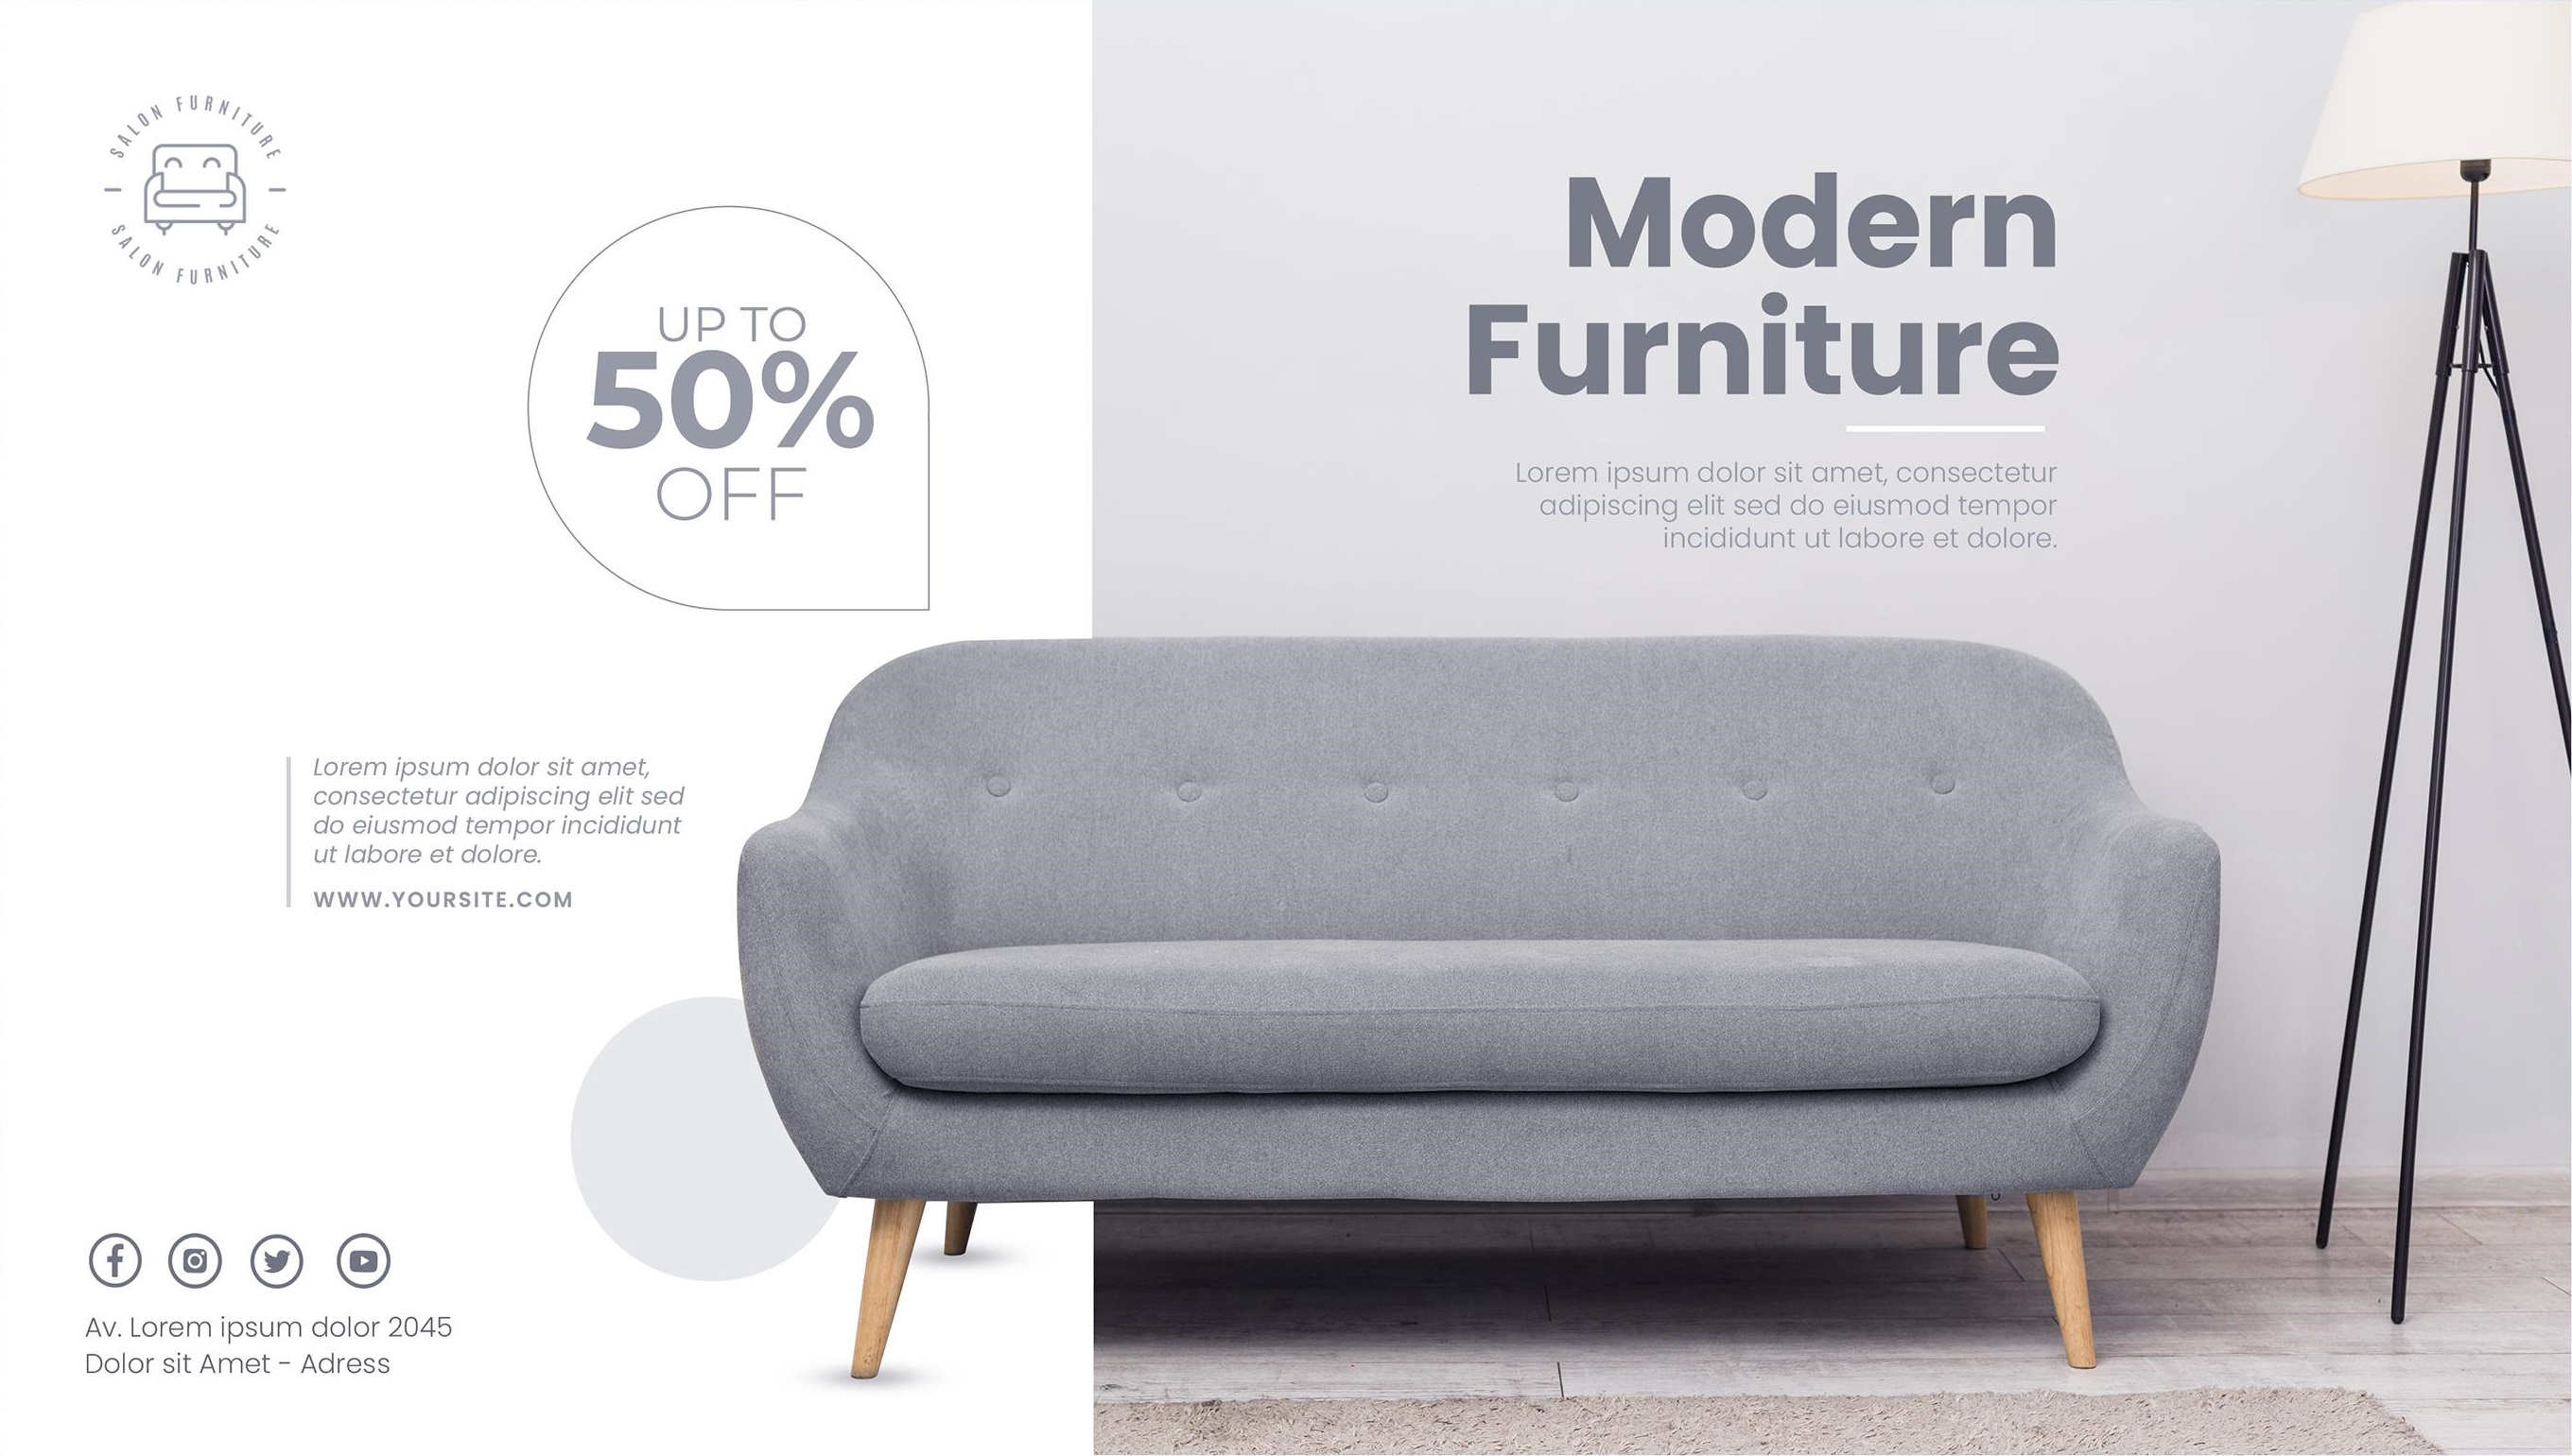 SALON FURNITURE
SALON FURNITURE
UP TO
50%
OFF
Modern
Furniture
Lorem ipsum dolor sit amet, consectetur
adipiscing elit sed do eiusmod tempor
incididunt ut labore et dolore.
Lorem ipsum dolor sit amet,
consectetur adipiscing elit sed
do eiusmod tempor incididunt
ut labore et dolore.
WWW.YOURSITE.COM
Av. Lorem ipsum dolor 2045
Dolor sit Amet - Adress